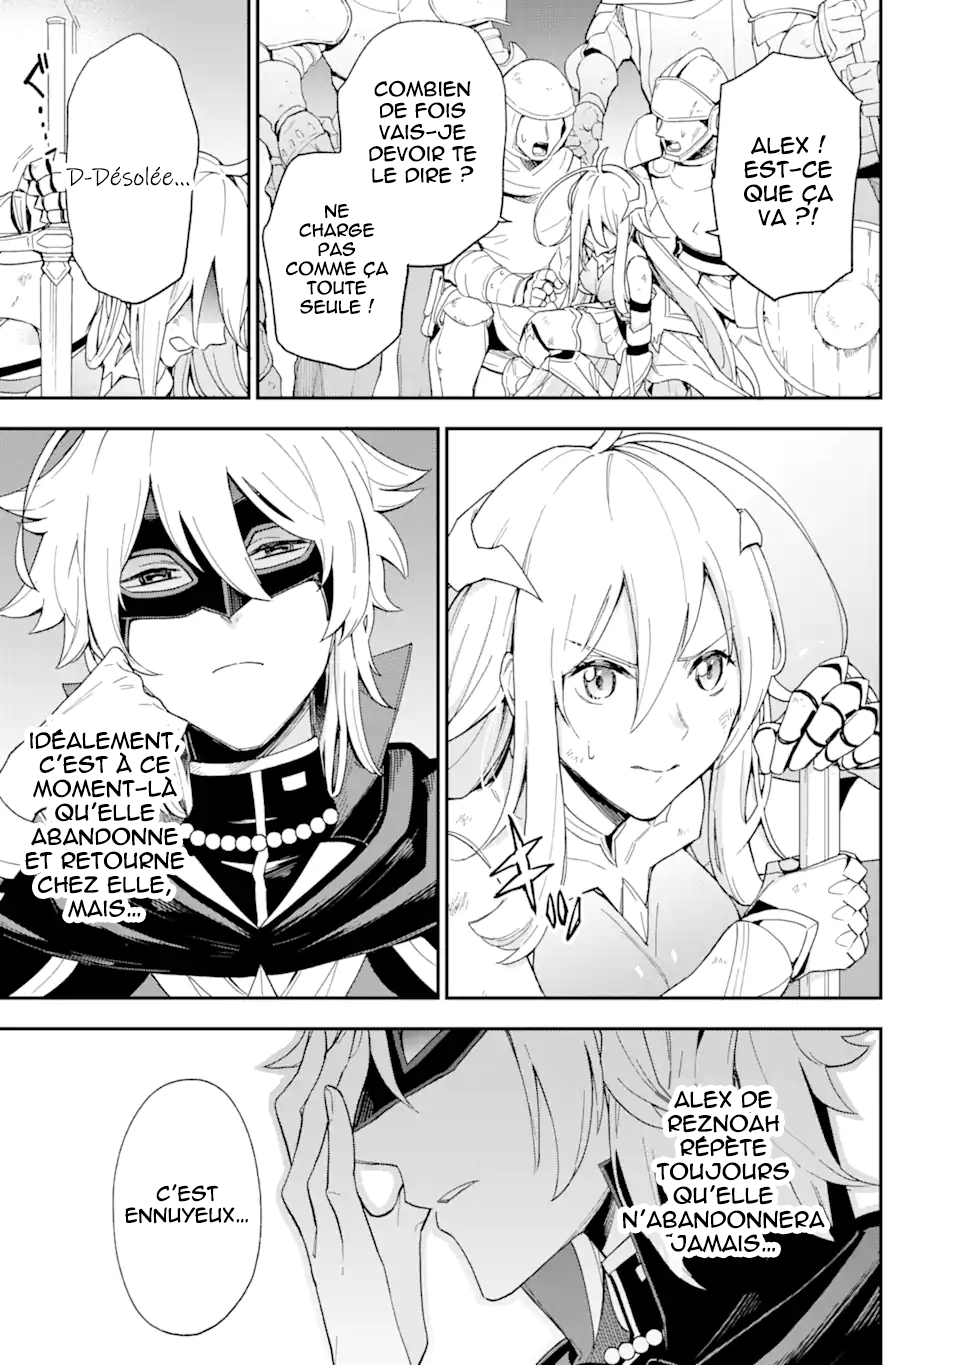 ALEX !
EST-CE
QUE ÇA
VA ?!
COMBIEN
DE FOIS
VAIS-JE
DEVOIR TE
LE DIRE ?
NE
CHARGE
PAS
COMME ÇA
TOUTE
SEULE !
D-Désolée...
IDÉALEMENT,
C'EST À CE
MOMENT-LÀ
QU'ELLE
ABANDONNE
ET RETOURNE
CHEZ ELLE,
MAIS...
ALEX DE
REZNOAH
RÉPÈTE
TOUJOURS
QU'ELLE
N'ABANDONNERA
JAMAIS...
C'EST
ENNUYEUX...